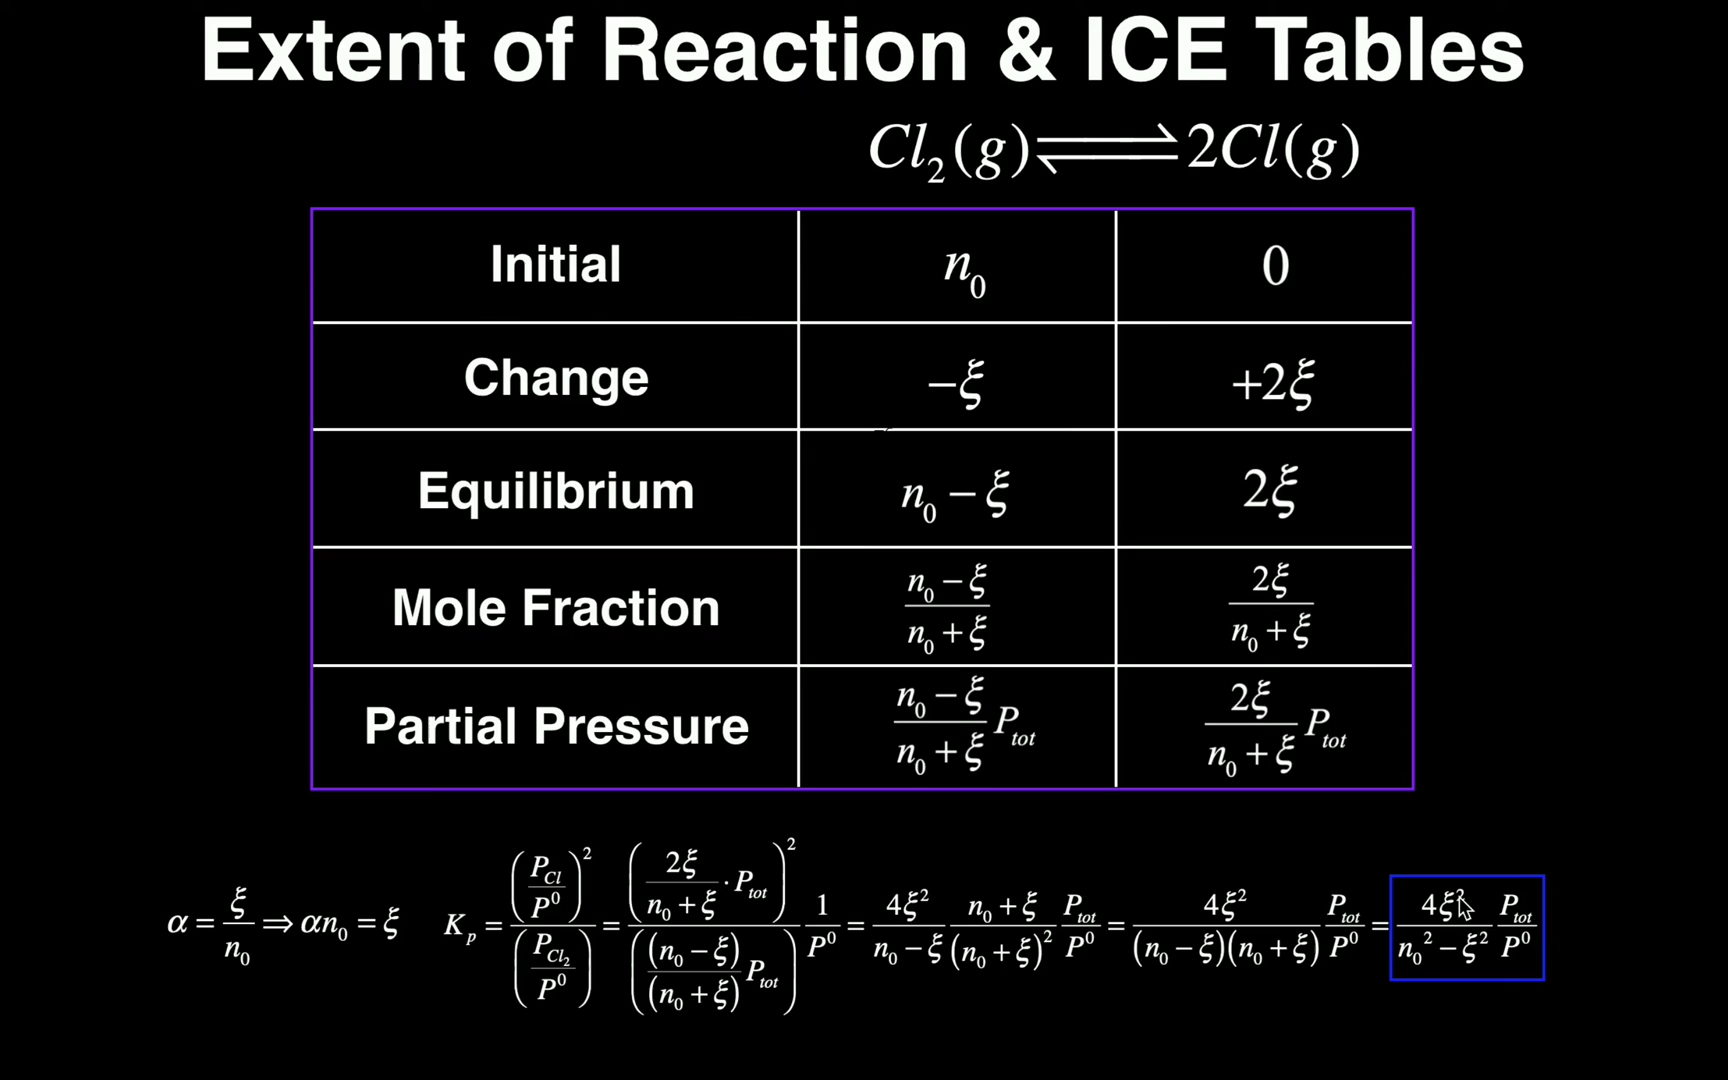 Extent of Reaction & ICE Tables
Cl₂(g) ⇌ 2Cl(g)
Initial n₀ 0
Change −ξ +2ξ
Equilibrium n₀ − ξ 2ξ
Mole Fraction (n₀ − ξ)/(n₀ + ξ) 2ξ/(n₀ + ξ)
Partial Pressure (n₀ − ξ)/(n₀ + ξ) P_tot 2ξ/(n₀ + ξ) P_tot
α = ξ/n₀ ⇒ αn₀ = ξ K_p = (P_Cl/P⁰)²/(P_Cl₂/P⁰) = (2ξ/(n₀ + ξ) · P_tot)²/((n₀ − ξ)/(n₀ + ξ) P_tot) 1/P⁰ = 4ξ²/(n₀ − ξ) (n₀ + ξ)/(n₀ + ξ)² P_tot/P⁰ = 4ξ²/((n₀ − ξ)(n₀ + ξ)) P_tot/P⁰ = 4ξ²/(n₀² − ξ²) P_tot/P⁰